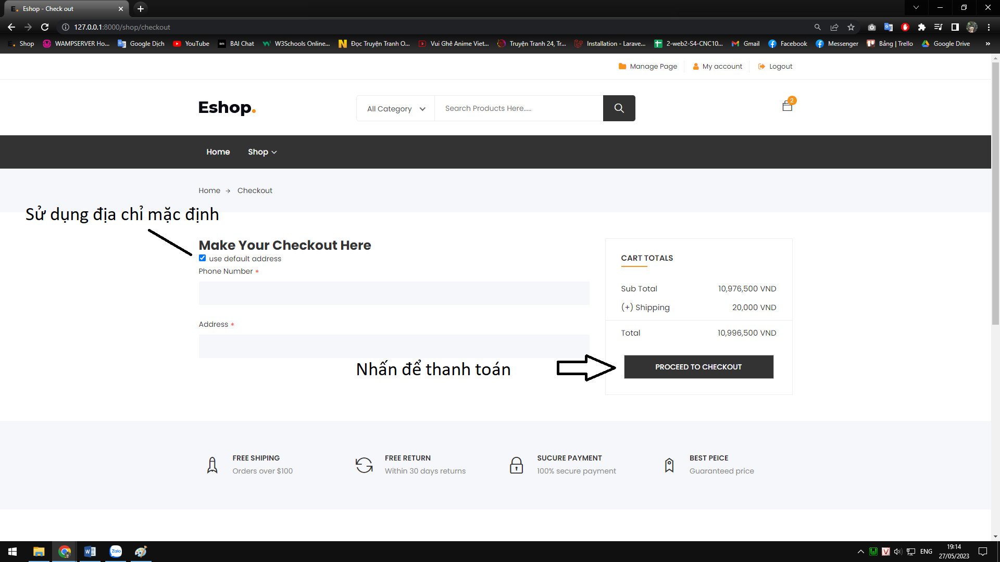 Eshop - Check out
127.0.0.1:8000/shop/checkout
Shop WAMPSERVER Ho... Google Dịch YouTube BAI Chat W3Schools Online... Đọc Truyện Tranh O... Vui Ghê Anime Viet... Truyện Tranh 24, Tr... Installation - Larave... 2-web2-S4-CNC10... Gmail Facebook Messenger Bảng | Trello Google Drive »
Manage Page My account Logout
Eshop.
All Category Search Products Here..... 2
Home Shop
Home → Checkout
Sử dụng địa chỉ mặc định
Make Your Checkout Here
use default address
Phone Number *
Address *
CART TOTALS
Sub Total 10,976,500 VND
(+) Shipping 20,000 VND
Total 10,996,500 VND
Nhấn để thanh toán
PROCEED TO CHECKOUT
FREE SHIPING FREE RETURN SUCURE PAYMENT BEST PEICE
Orders over $100 Within 30 days returns 100% secure payment Guaranteed price
Zalo
ENG
19:14
27/05/2023